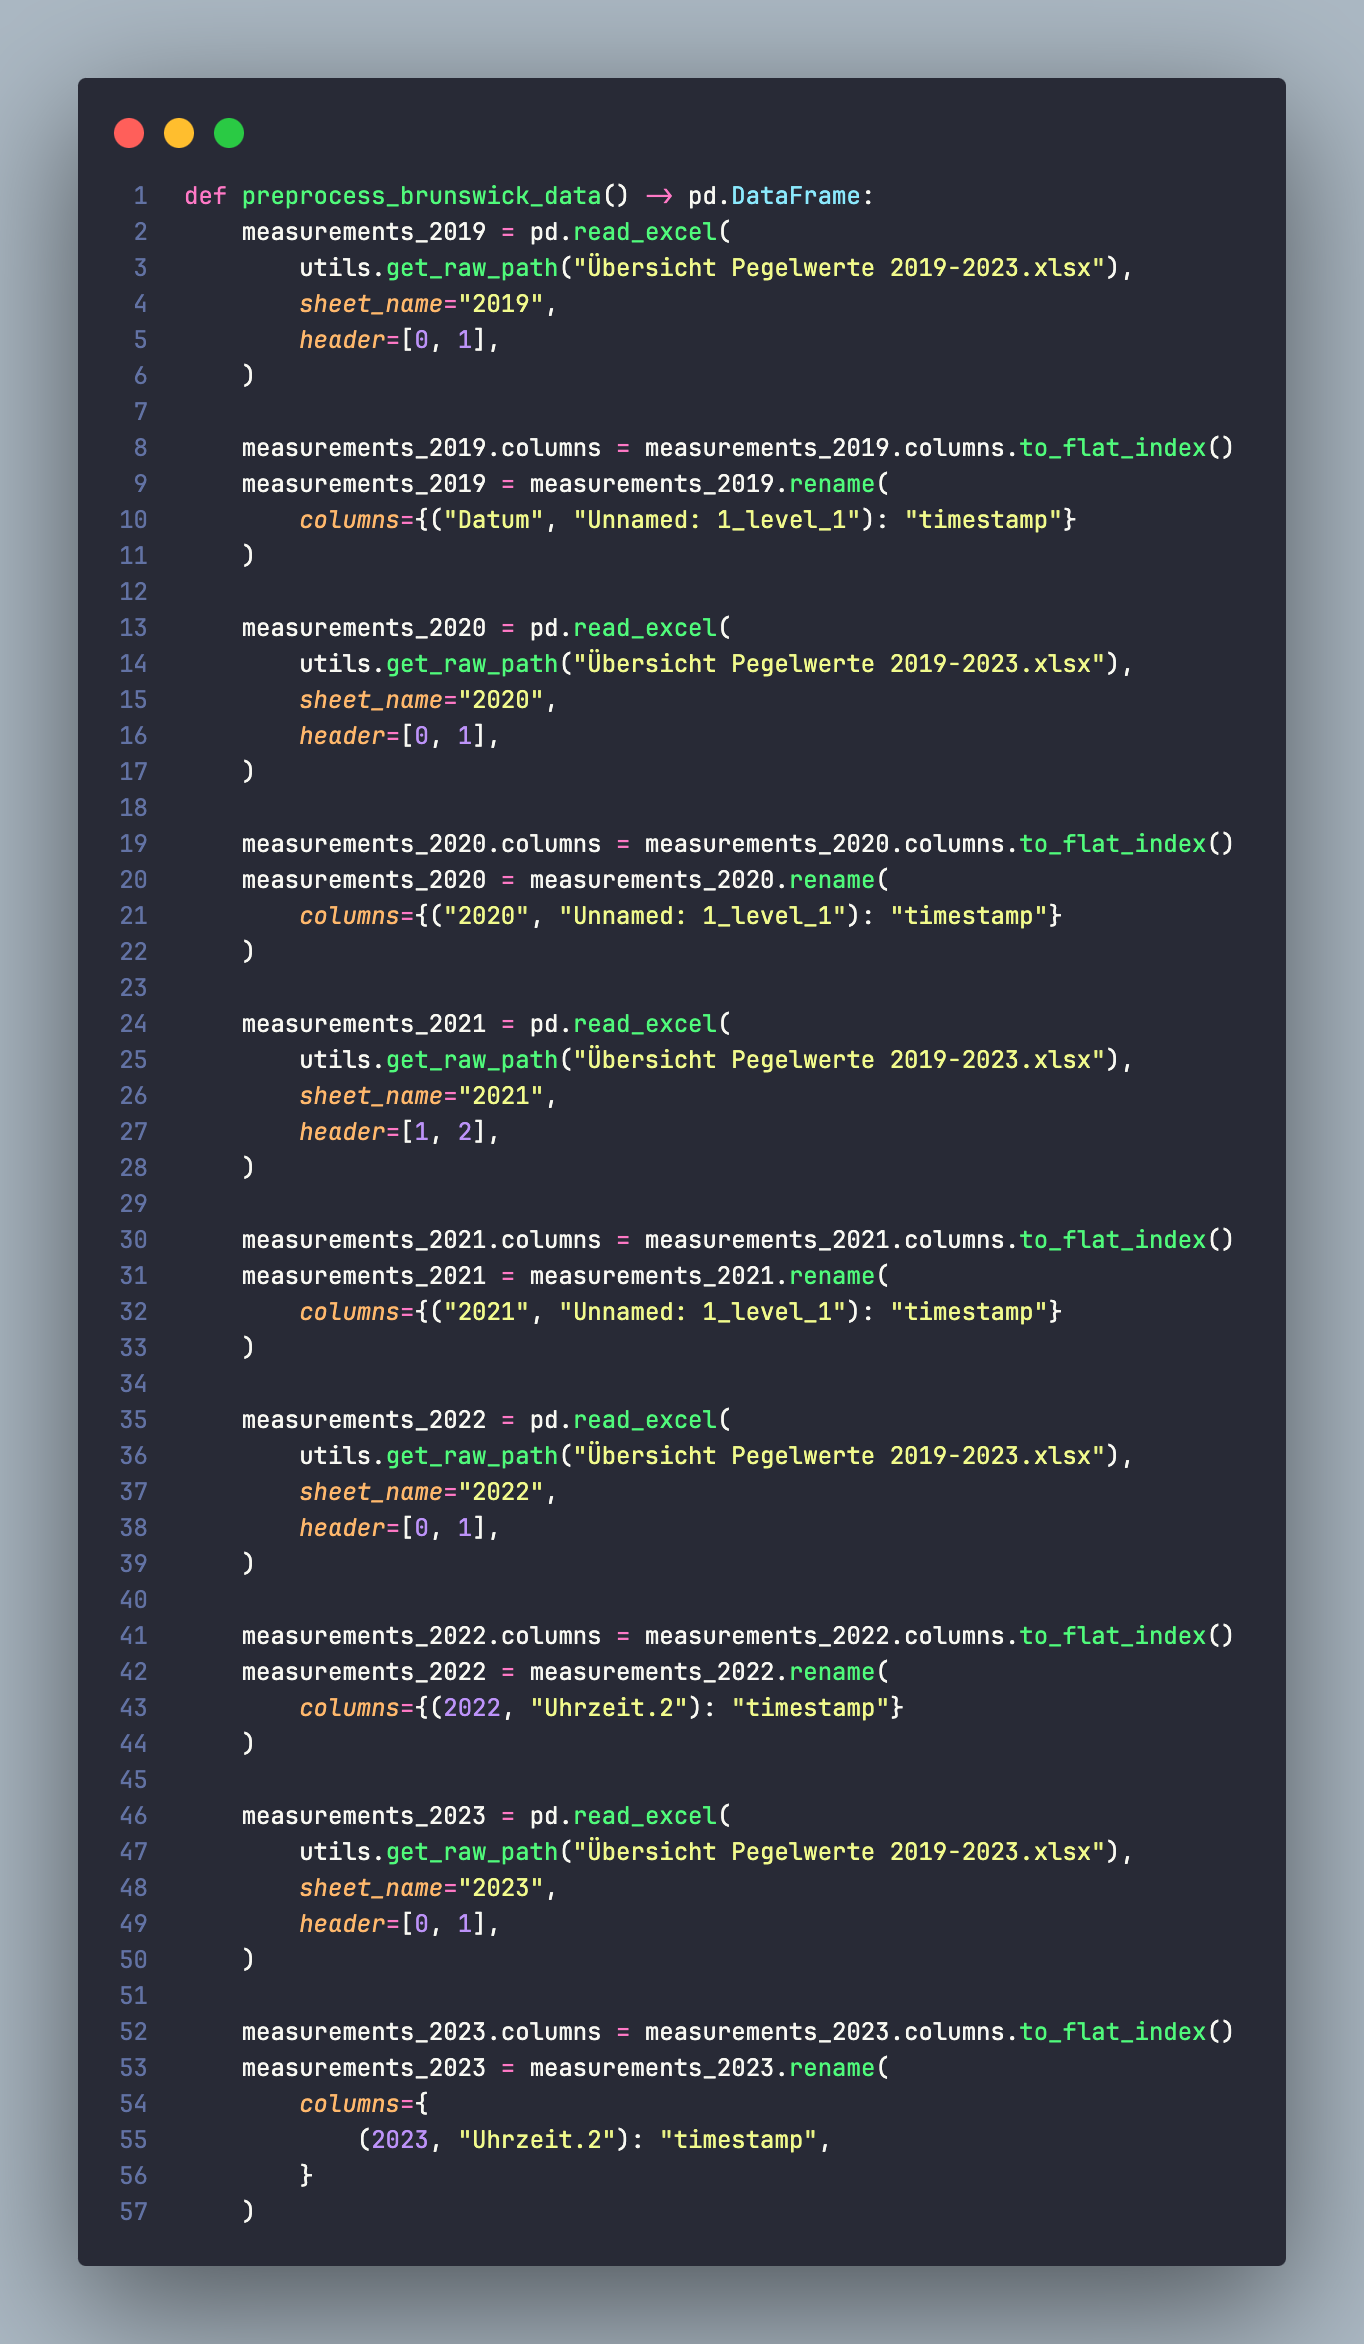 1 def preprocess_brunswick_data() -> pd.DataFrame:
2     measurements_2019 = pd.read_excel(
3         utils.get_raw_path("Übersicht Pegelwerte 2019-2023.xlsx"),
4         sheet_name="2019",
5         header=[0, 1],
6     )
7
8     measurements_2019.columns = measurements_2019.columns.to_flat_index()
9     measurements_2019 = measurements_2019.rename(
10         columns={("Datum", "Unnamed: 1_level_1"): "timestamp"}
11     )
12
13     measurements_2020 = pd.read_excel(
14         utils.get_raw_path("Übersicht Pegelwerte 2019-2023.xlsx"),
15         sheet_name="2020",
16         header=[0, 1],
17     )
18
19     measurements_2020.columns = measurements_2020.columns.to_flat_index()
20     measurements_2020 = measurements_2020.rename(
21         columns={("2020", "Unnamed: 1_level_1"): "timestamp"}
22     )
23
24     measurements_2021 = pd.read_excel(
25         utils.get_raw_path("Übersicht Pegelwerte 2019-2023.xlsx"),
26         sheet_name="2021",
27         header=[1, 2],
28     )
29
30     measurements_2021.columns = measurements_2021.columns.to_flat_index()
31     measurements_2021 = measurements_2021.rename(
32         columns={("2021", "Unnamed: 1_level_1"): "timestamp"}
33     )
34
35     measurements_2022 = pd.read_excel(
36         utils.get_raw_path("Übersicht Pegelwerte 2019-2023.xlsx"),
37         sheet_name="2022",
38         header=[0, 1],
39     )
40
41     measurements_2022.columns = measurements_2022.columns.to_flat_index()
42     measurements_2022 = measurements_2022.rename(
43         columns={(2022, "Uhrzeit.2"): "timestamp"}
44     )
45
46     measurements_2023 = pd.read_excel(
47         utils.get_raw_path("Übersicht Pegelwerte 2019-2023.xlsx"),
48         sheet_name="2023",
49         header=[0, 1],
50     )
51
52     measurements_2023.columns = measurements_2023.columns.to_flat_index()
53     measurements_2023 = measurements_2023.rename(
54         columns={
55             (2023, "Uhrzeit.2"): "timestamp",
56         }
57     )